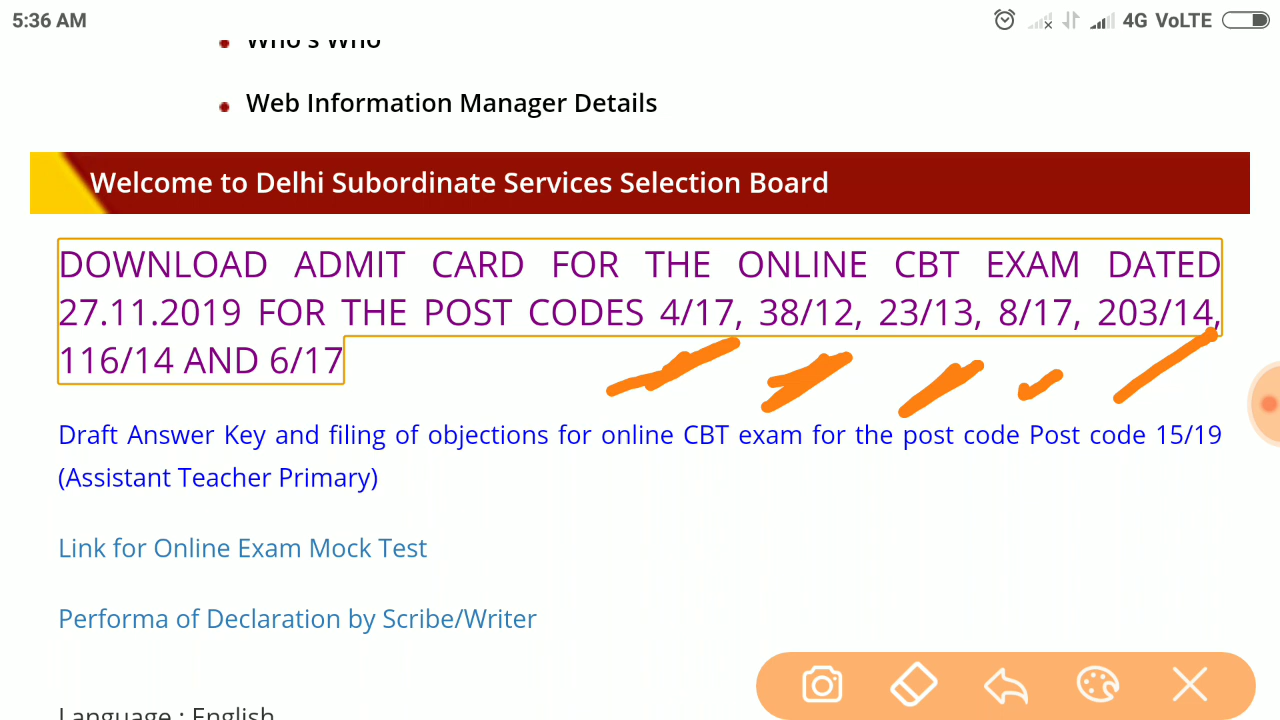 5:36 AM 4G VoLTE
Who's Who
Web Information Manager Details
Welcome to Delhi Subordinate Services Selection Board
DOWNLOAD ADMIT CARD FOR THE ONLINE CBT EXAM DATED
27.11.2019 FOR THE POST CODES 4/17, 38/12, 23/13, 8/17, 203/14,
116/14 AND 6/17
Draft Answer Key and filing of objections for online CBT exam for the post code Post code 15/19
(Assistant Teacher Primary)
Link for Online Exam Mock Test
Performa of Declaration by Scribe/Writer
Language : English